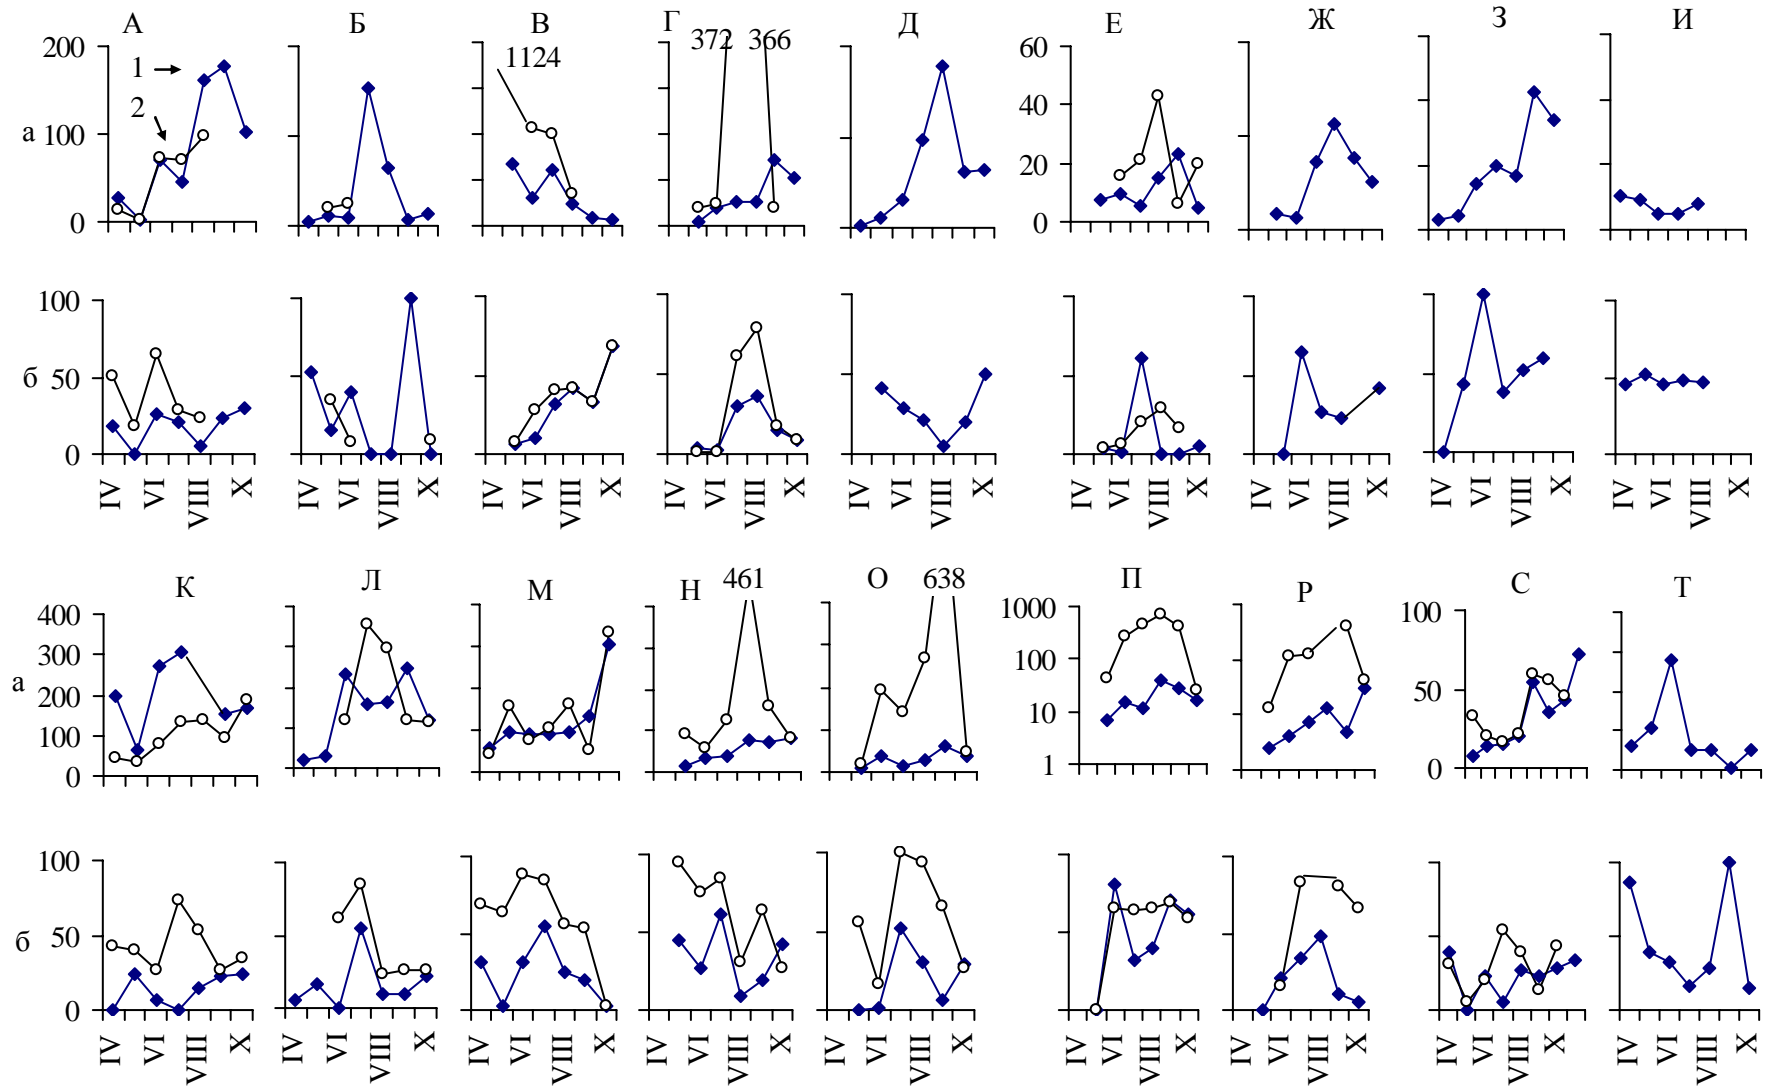 А Б В Г Д Е Ж З И
200 1 1124 372 366 60
а 100 2 40
20
0 0
100
б 50
0
IV VI VIII X IV VI VIII X IV VI VIII X IV VI VIII X IV VI VIII X IV VI VIII X IV VI VIII X IV VI VIII X IV VI VIII X
К Л М Н 461 О 638 П Р С Т
400 1000 100
300 100
а 200 10 50
100
0 1 0
100
б 50
0
IV VI VIII X IV VI VIII X IV VI VIII X IV VI VIII X IV VI VIII X IV VI VIII X IV VI VIII X IV VI VIII X IV VI VIII X